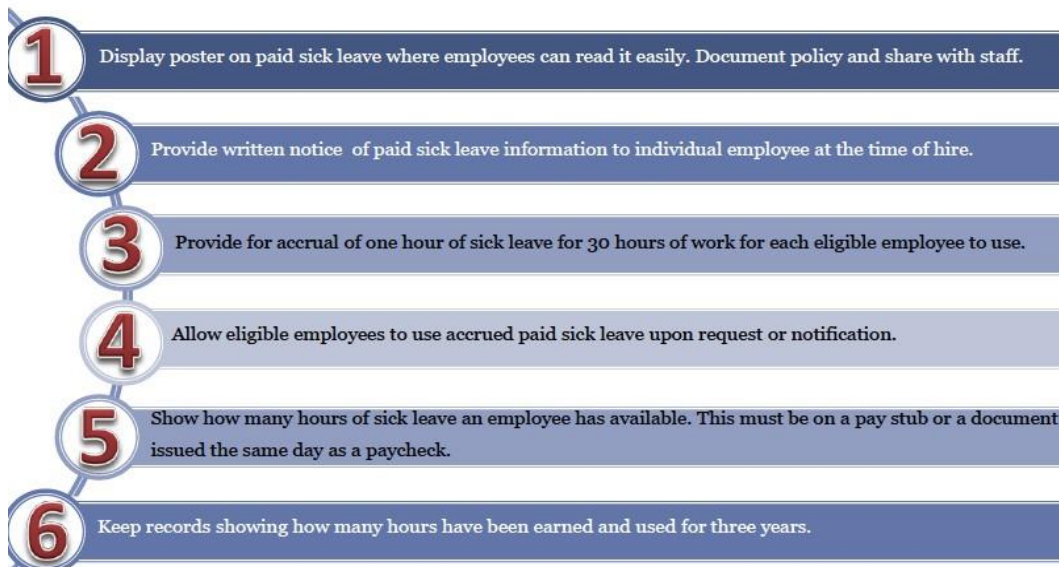 1 Display poster on paid sick leave where employees can read it easily. Document policy and share with staff.
2 Provide written notice of paid sick leave information to individual employee at the time of hire.
3 Provide for accrual of one hour of sick leave for 30 hours of work for each eligible employee to use.
4 Allow eligible employees to use accrued paid sick leave upon request or notification.
5 Show how many hours of sick leave an employee has available. This must be on a pay stub or a document
issued the same day as a paycheck.
6 Keep records showing how many hours have been earned and used for three years.